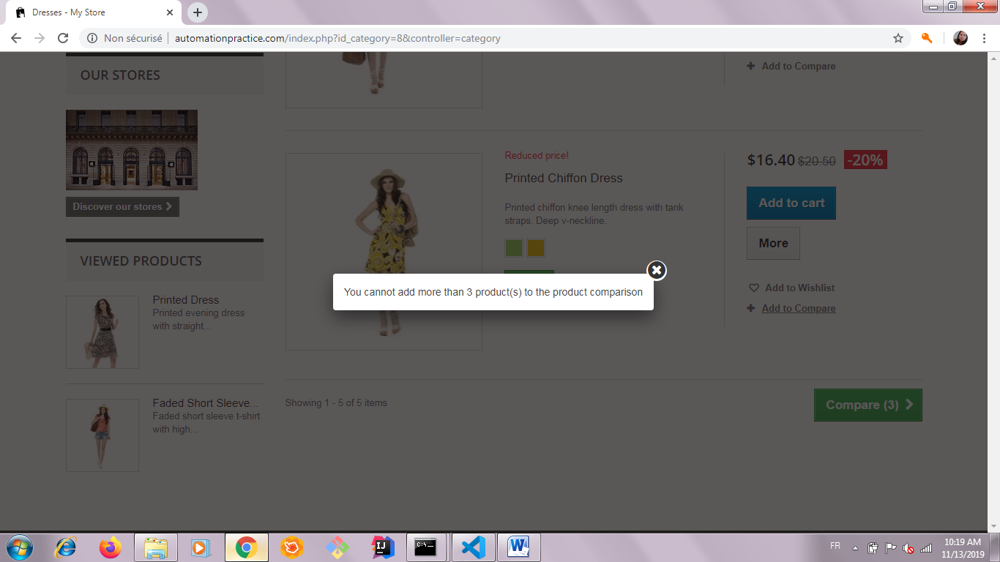 Dresses - My Store
Non sécurisé
automationpractice.com/index.php?id_category=8&controller=category
OUR STORES
Discover our stores
VIEWED PRODUCTS
Printed Dress
Printed evening dress
with straight...
Faded Short Sleeve...
Faded short sleeve t-shirt
with high...
Add to Compare
Reduced price!
Printed Chiffon Dress
Printed chiffon knee length dress with tank
straps. Deep v-neckline.
$16.40 $20.50 -20%
Add to cart
More
Add to Wishlist
Add to Compare
You cannot add more than 3 product(s) to the product comparison
Showing 1 - 5 of 5 items
Compare (3)
IJ
C:\
W
FR
10:19 AM
11/13/2019